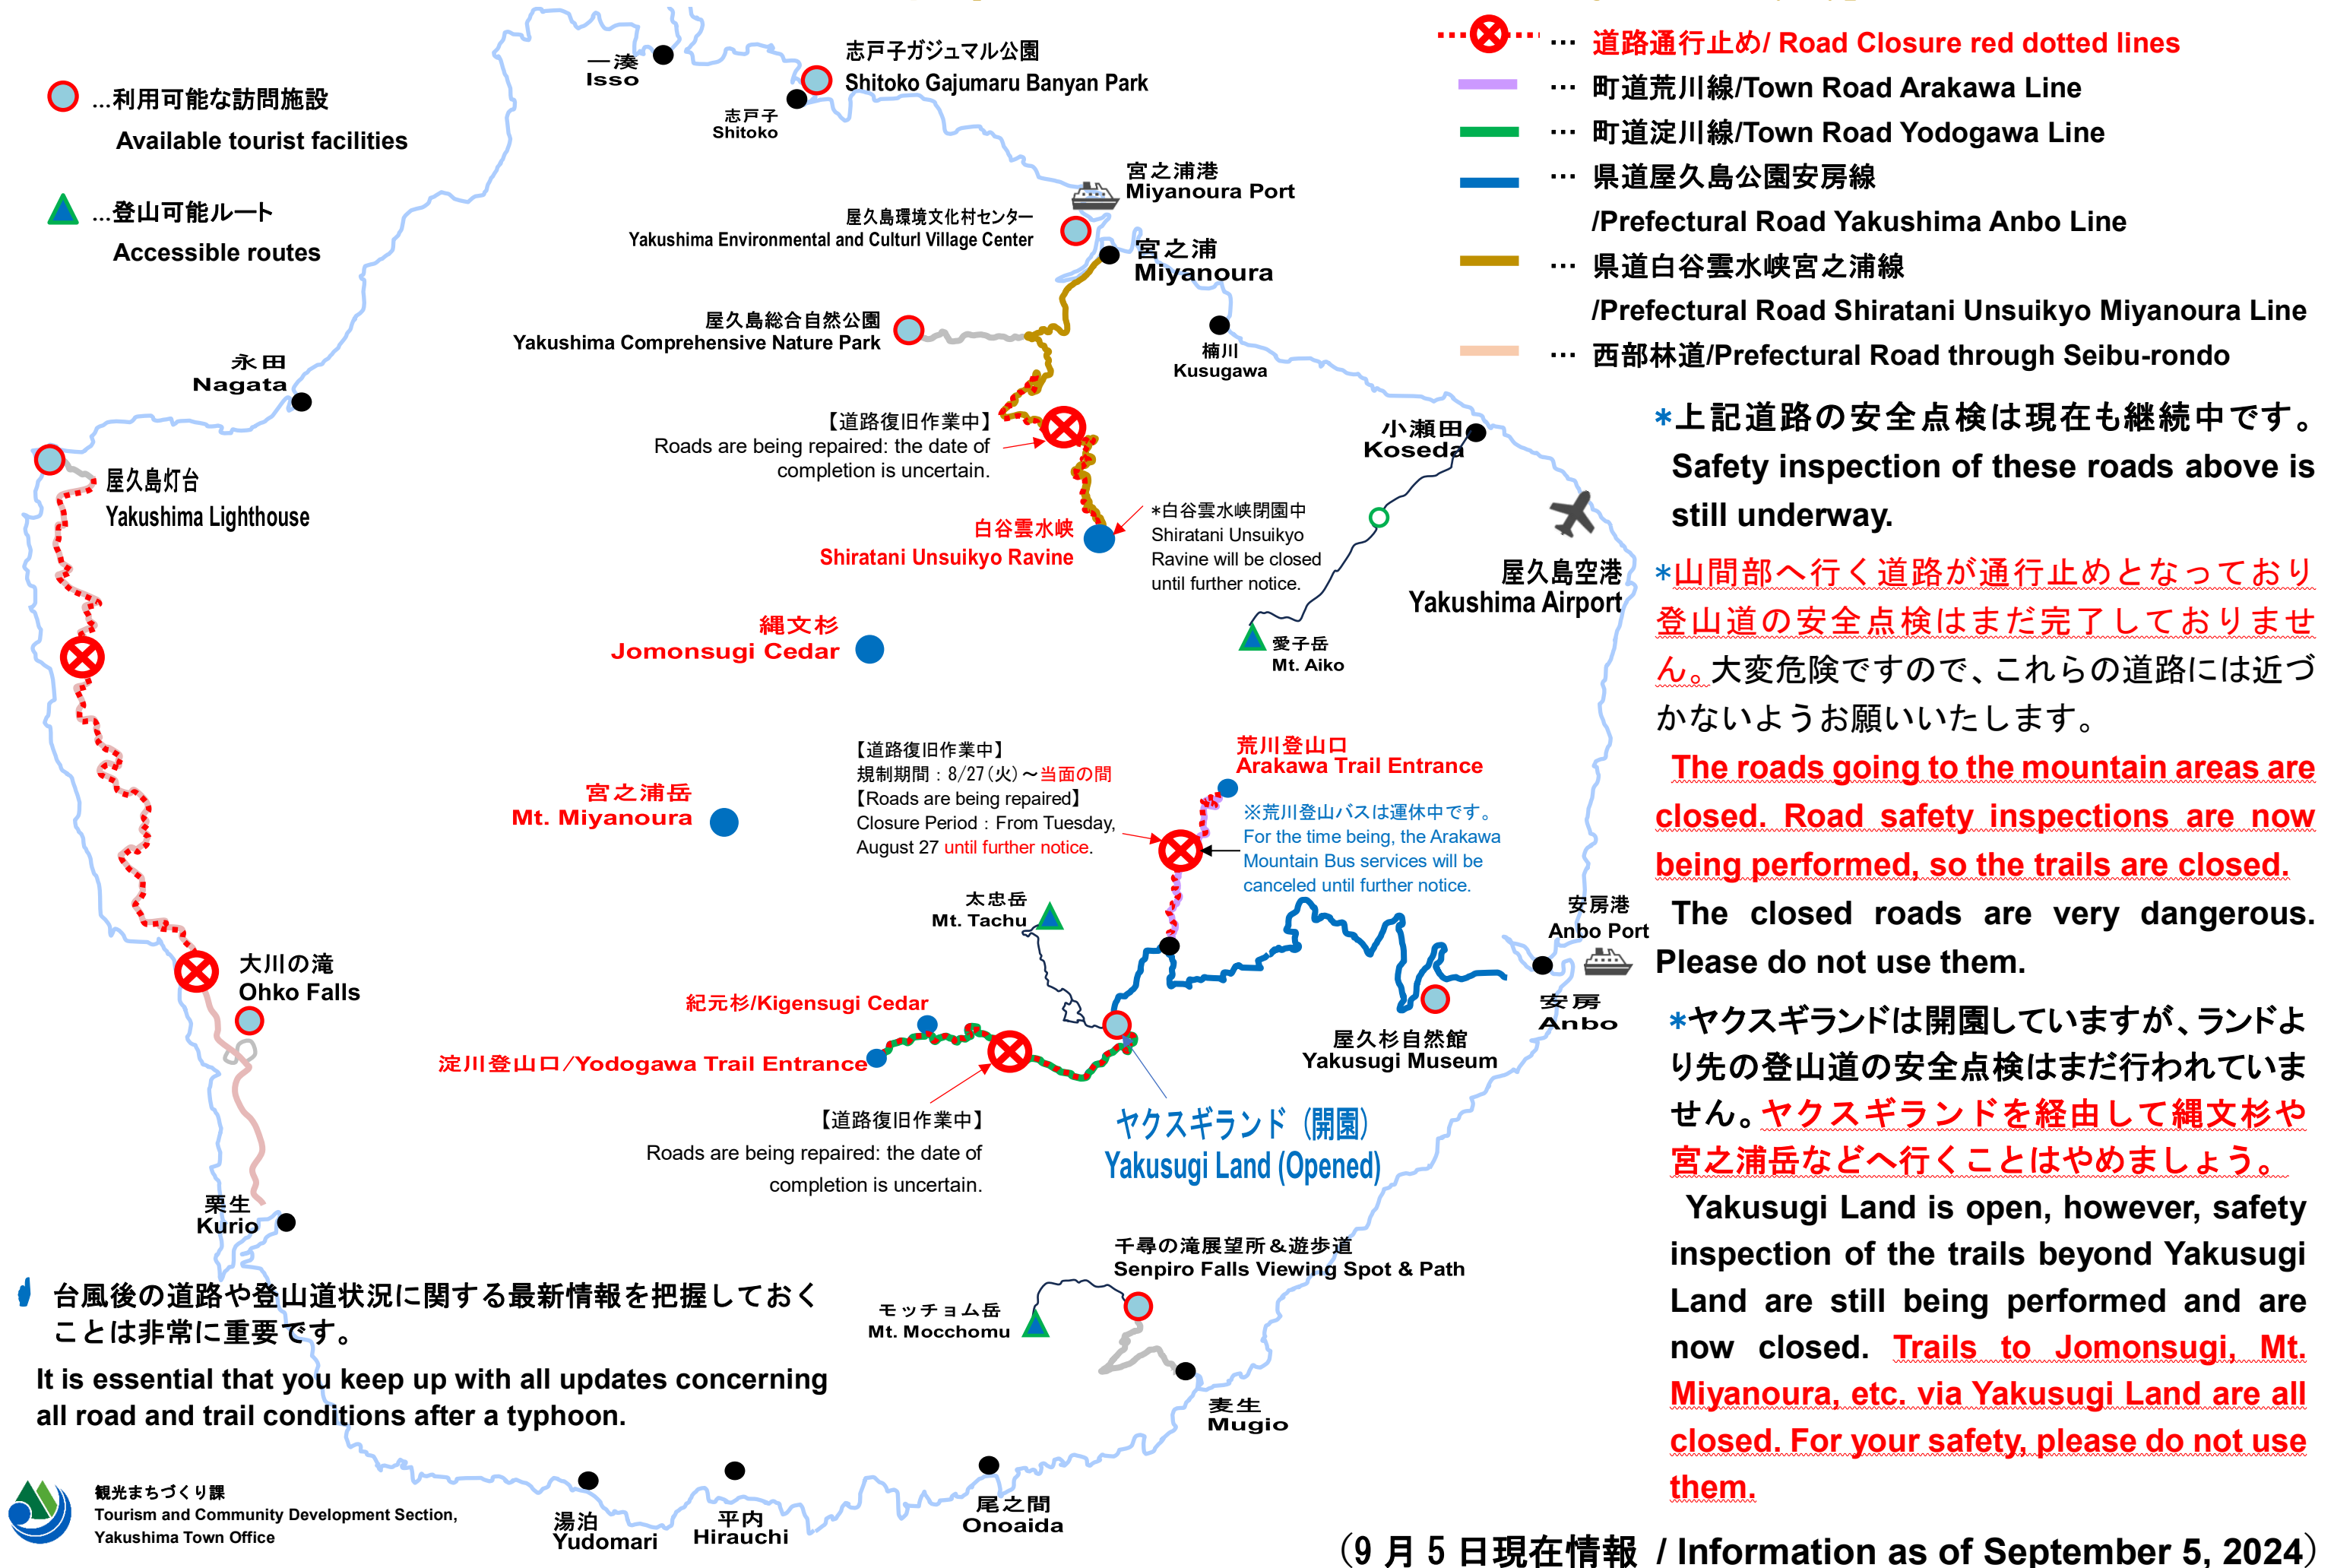 …利用可能な訪問施設
Available tourist facilities
…登山可能ルート
Accessible routes
一湊
Isso
志戸子ガジュマル公園
Shitoko Gajumaru Banyan Park
志戸子
Shitoko
宮之浦港
Miyanoura Port
屋久島環境文化村センター
Yakushima Environmental and Culturl Village Center
宮之浦
Miyanoura
屋久島総合自然公園
Yakushima Comprehensive Nature Park
楠川
Kusugawa
永田
Nagata
【道路復旧作業中】
Roads are being repaired: the date of
completion is uncertain.
小瀬田
Koseda
屋久島灯台
Yakushima Lighthouse
白谷雲水峡
Shiratani Unsuikyo Ravine
*白谷雲水峡閉園中
Shiratani Unsuikyo
Ravine will be closed
until further notice.
屋久島空港
Yakushima Airport
縄文杉
Jomonsugi Cedar
愛子岳
Mt. Aiko
宮之浦岳
Mt. Miyanoura
【道路復旧作業中】
規制期間：8/27(火)～当面の間
【Roads are being repaired】
Closure Period：From Tuesday,
August 27 until further notice.
荒川登山口
Arakawa Trail Entrance
※荒川登山バスは運休中です。
For the time being, the Arakawa
Mountain Bus services will be
canceled until further notice.
太忠岳
Mt. Tachu
安房港
Anbo Port
大川の滝
Ohko Falls
紀元杉/Kigensugi Cedar
淀川登山口/Yodogawa Trail Entrance
屋久杉自然館
Yakusugi Museum
安房
Anbo
【道路復旧作業中】
Roads are being repaired: the date of
completion is uncertain.
ヤクスギランド（開園）
Yakusugi Land (Opened)
栗生
Kurio
千尋の滝展望所＆遊歩道
Senpiro Falls Viewing Spot & Path
モッチョム岳
Mt. Mocchomu
麦生
Mugio
台風後の道路や登山道状況に関する最新情報を把握しておく
ことは非常に重要です。
It is essential that you keep up with all updates concerning
all road and trail conditions after a typhoon.
観光まちづくり課
Tourism and Community Development Section,
Yakushima Town Office
湯泊
Yudomari
平内
Hirauchi
尾之間
Onoaida
… 道路通行止め/ Road Closure red dotted lines
… 町道荒川線/Town Road Arakawa Line
… 町道淀川線/Town Road Yodogawa Line
… 県道屋久島公園安房線
/Prefectural Road Yakushima Anbo Line
… 県道白谷雲水峡宮之浦線
/Prefectural Road Shiratani Unsuikyo Miyanoura Line
… 西部林道/Prefectural Road through Seibu-rondo
*上記道路の安全点検は現在も継続中です。
Safety inspection of these roads above is
still underway.
*山間部へ行く道路が通行止めとなっており
登山道の安全点検はまだ完了しておりませ
ん。大変危険ですので、これらの道路には近づ
かないようお願いいたします。
The roads going to the mountain areas are
closed. Road safety inspections are now
being performed, so the trails are closed.
The closed roads are very dangerous.
Please do not use them.
*ヤクスギランドは開園していますが、ランドよ
り先の登山道の安全点検はまだ行われていま
せん。ヤクスギランドを経由して縄文杉や
宮之浦岳などへ行くことはやめましょう。
Yakusugi Land is open, however, safety
inspection of the trails beyond Yakusugi
Land are still being performed and are
now closed. Trails to Jomonsugi, Mt.
Miyanoura, etc. via Yakusugi Land are all
closed. For your safety, please do not use
them.
（9 月 5 日現在情報 / Information as of September 5, 2024）